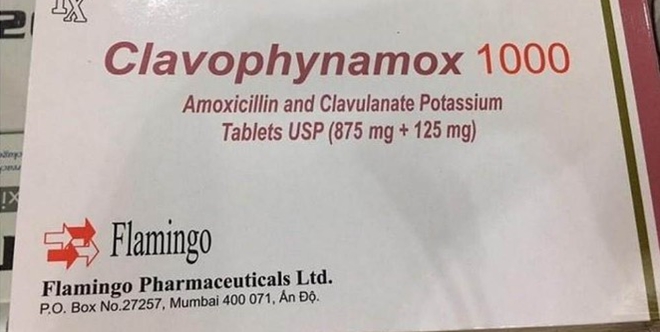 Rx
Clavophynamox 1000
Amoxicillin and Clavulanate Potassium
Tablets USP (875 mg + 125 mg)
Flamingo
Flamingo Pharmaceuticals Ltd.
P.O. Box No.27257, Mumbai 400 071, Ấn Độ.